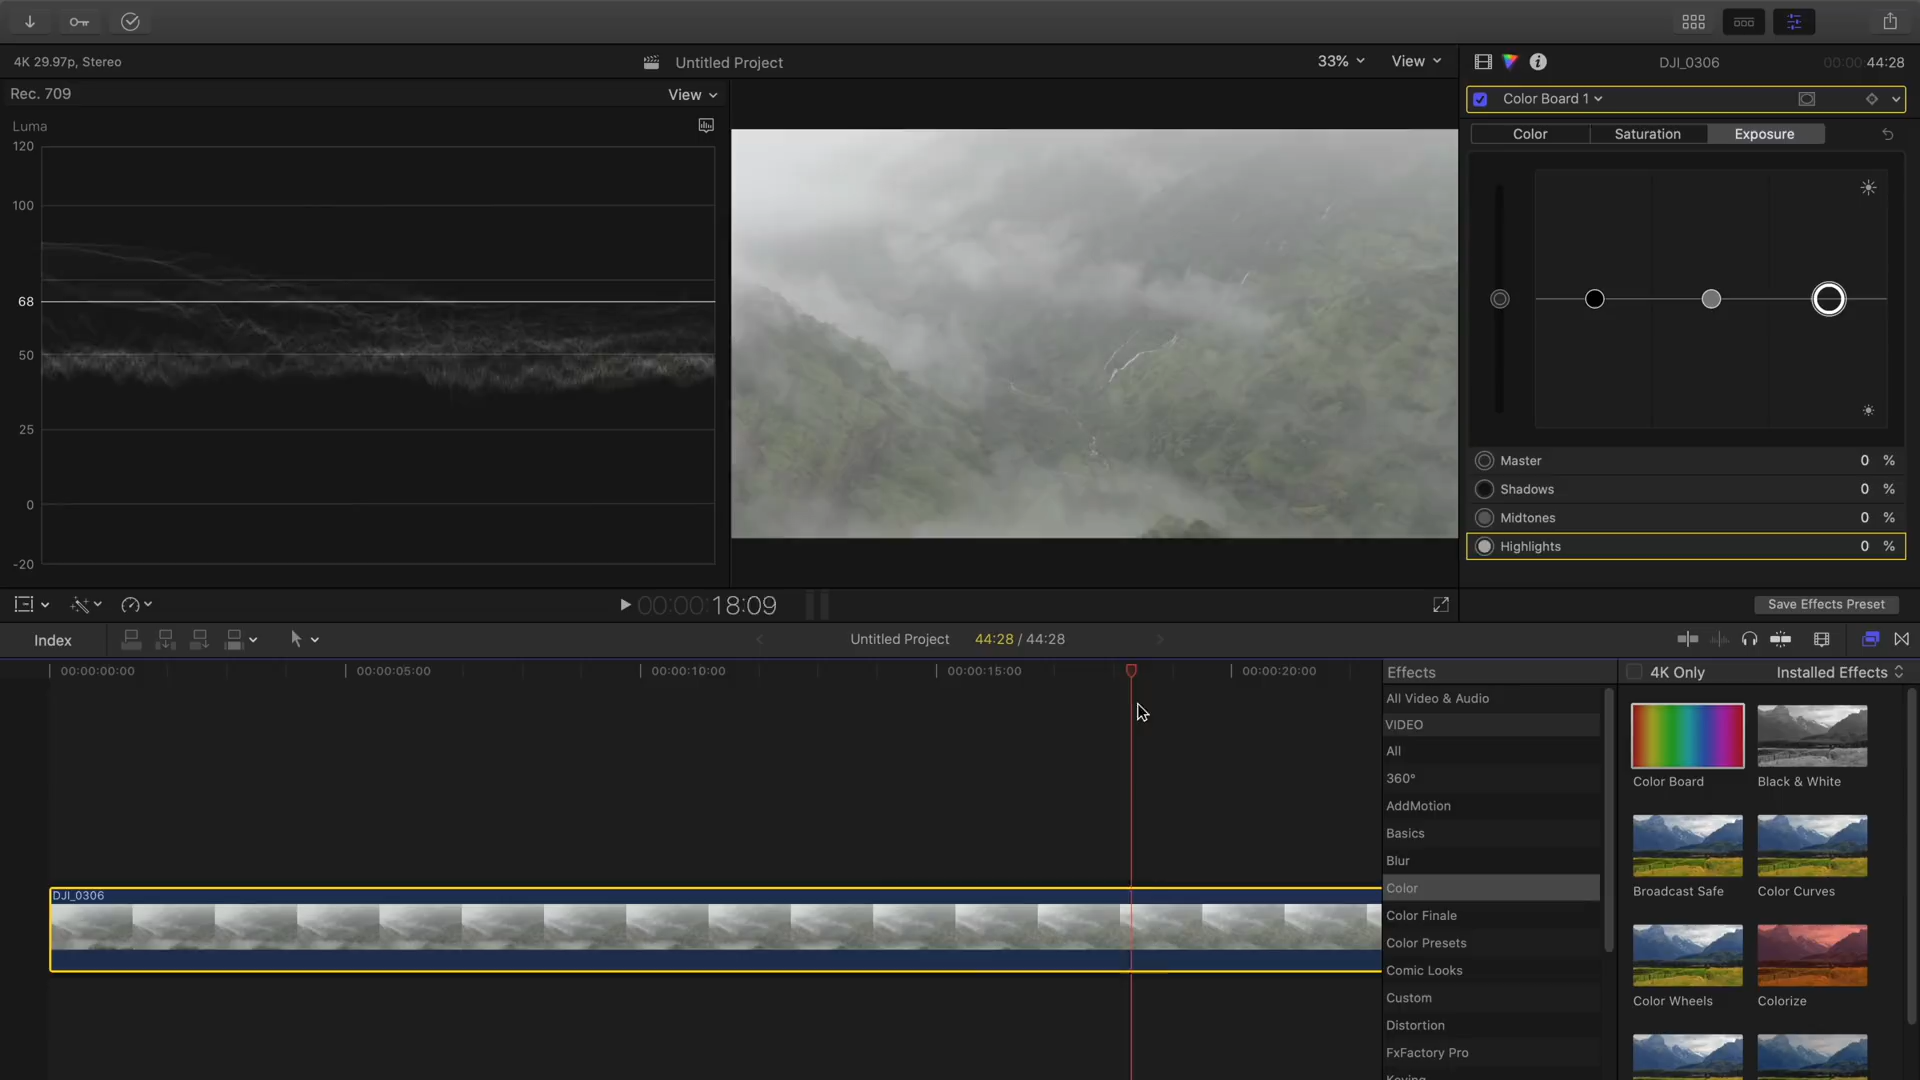 4K 29.97p, Stereo
Untitled Project
33%
View
DJI_0306
00:00:44:28
Rec. 709
View
Color Board 1
Luma
Color
Saturation
Exposure
120
100
68
50
25
0
-20
Master 0 %
Shadows 0 %
Midtones 0 %
Highlights 0 %
00:00:18:09
Save Effects Preset
Index
Untitled Project
44:28 / 44:28
00:00:00:00
00:00:05:00
00:00:10:00
00:00:15:00
00:00:20:00
Effects
4K Only
Installed Effects
All Video & Audio
VIDEO
All
360°
AddMotion
Basics
Blur
Color
Color Finale
Color Presets
Comic Looks
Custom
Distortion
FxFactory Pro
Keying
Color Board
Black & White
Broadcast Safe
Color Curves
Color Wheels
Colorize
DJI_0306